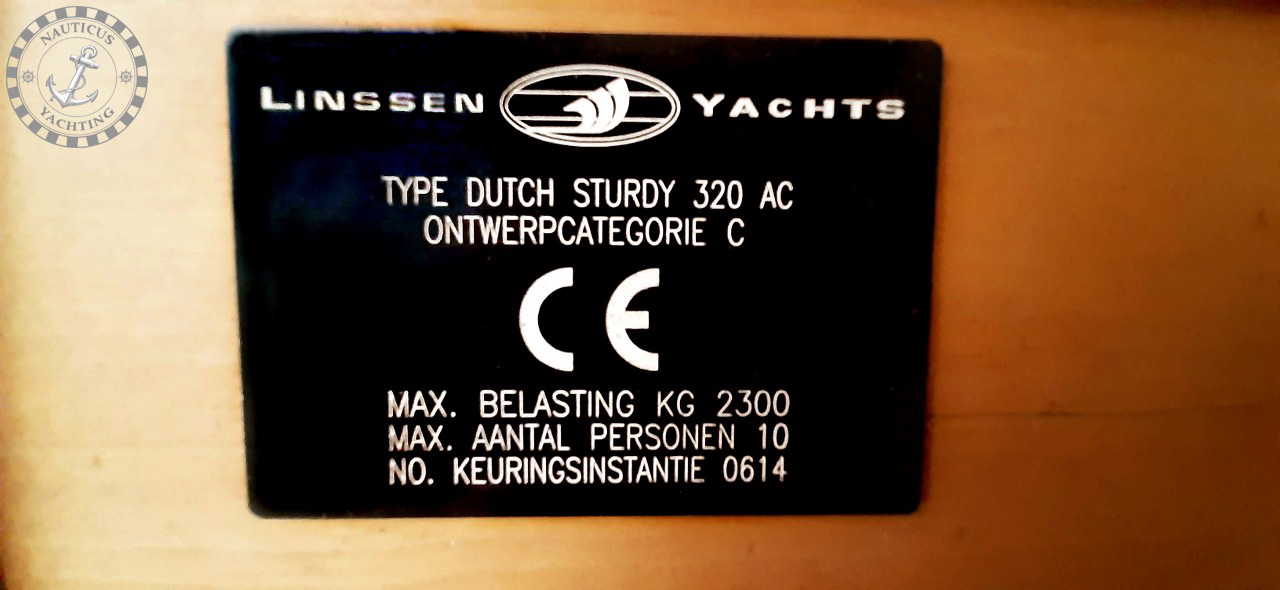 NAUTICUS
YACHTING
LINSSEN YACHTS
TYPE DUTCH STURDY 320 AC
ONTWERPCATEGORIE C
CE
MAX. BELASTING KG 2300
MAX. AANTAL PERSONEN 10
NO. KEURINGSINSTANTIE 0614